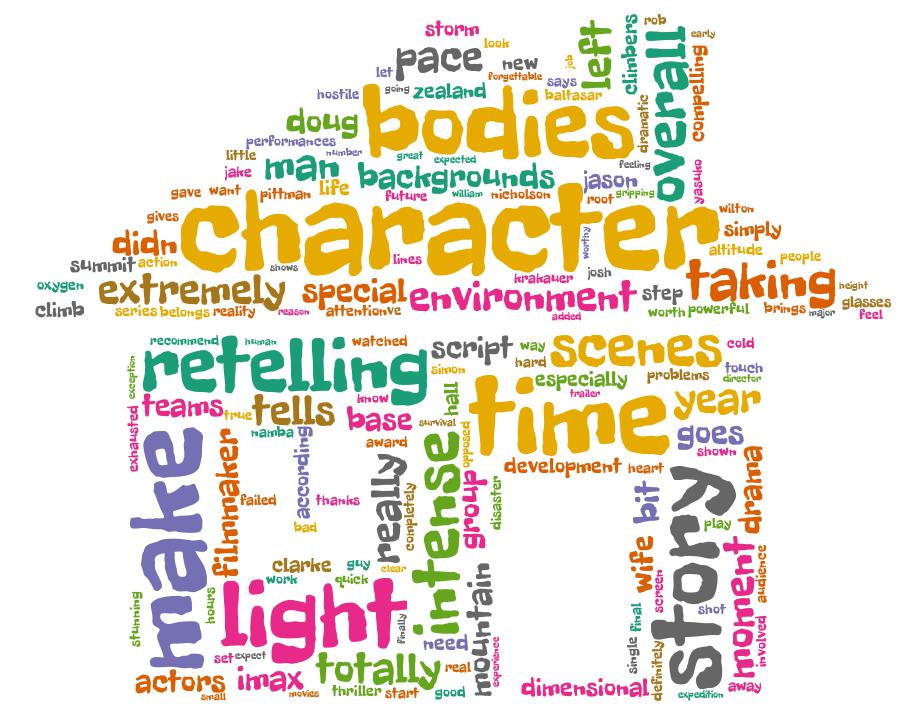 storm
rob
look
left
climbers
overall
early
pace
new
job
let
forgettable
says
compelling
going
zealand
baltasar
hostile
bodies
dramatic
doug
performances
number
great
expected
little
man
feeling
jake
backgrounds
jason
yasuko
gave
want
pittman
life
future
william
nicholson
root
gripping
gives
character
wilton
didn
simply
worthy
lines
altitude
people
summit
action
shows
krakauer
josh
taking
oxygen
extremely
special
environment
step
height
glasses
climb
series
belongs
reality
reason
attentionve
added
worth
powerful
brings
major
feel
recommend
human
watched
script
way
scenes
cold
exception
retelling
simon
hard
especially
problems
touch
director
trailer
teams
true
tells
know
base
hall
survival
time
year
exhausted
namba
award
opposed
goes
shown
make
filmmaker
according
really
intense
development
heart
failed
thanks
completely
group
disaster
bit
story
drama
bad
play
clarke
guy
clear
work
quick
wife
screen
moment
audience
stunning
hours
light
finally
mountain
final
shot
need
single
involved
set
expect
totally
real
experience
definitely
actors
imax
small
movies
thriller
start
good
dimensional
expedition
away